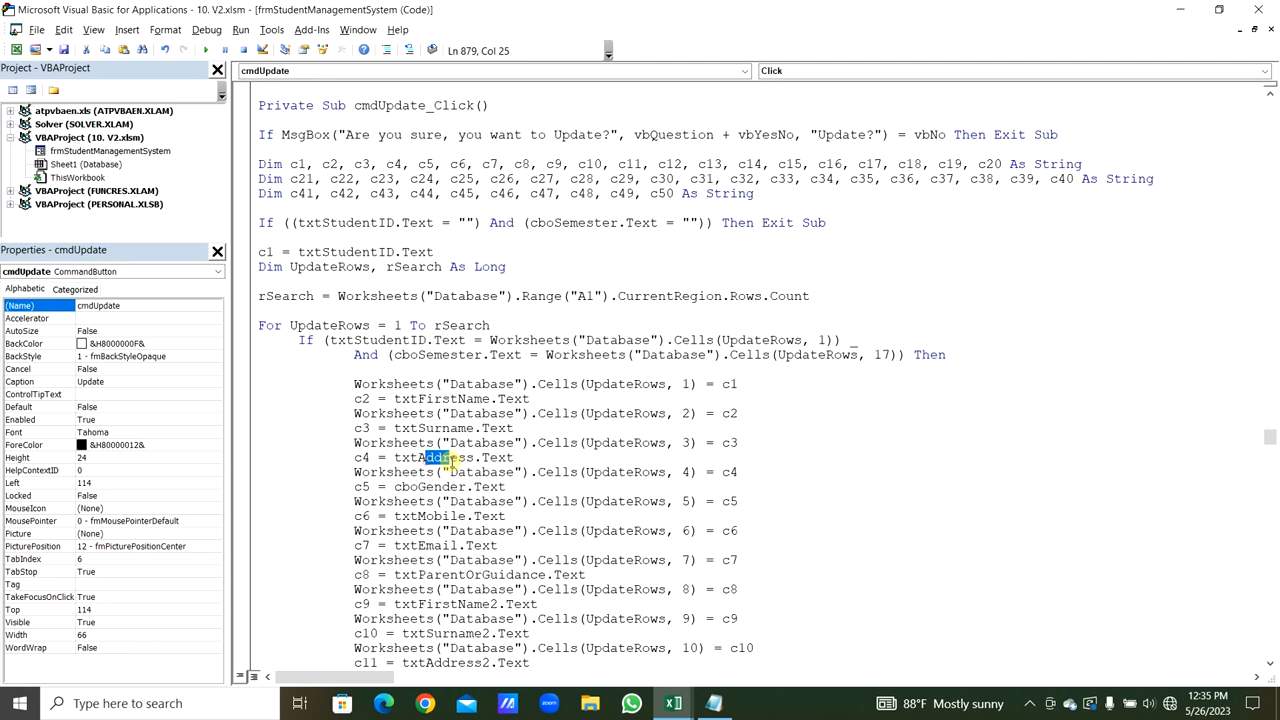 Microsoft Visual Basic for Applications - 10. V2.xlsm - [frmStudentManagementSystem (Code)]
File Edit View Insert Format Debug Run Tools Add-Ins Window Help
Ln 879, Col 25
Project - VBAProject
atpvbaen.xls (ATPVBAEN.XLAM)
Solver (SOLVER.XLAM)
VBAProject (10. V2.xlsm)
frmStudentManagementSystem
Sheet1 (Database)
ThisWorkbook
VBAProject (FUNCRES.XLAM)
VBAProject (PERSONAL.XLSB)
Properties - cmdUpdate
cmdUpdate CommandButton
Alphabetic Categorized
(Name) cmdUpdate
Accelerator
AutoSize False
BackColor &H8000000F&
BackStyle 1 - fmBackStyleOpaque
Cancel False
Caption Update
ControlTipText
Default False
Enabled True
Font Tahoma
ForeColor &H80000012&
Height 24
HelpContextID 0
Left 114
Locked False
MouseIcon (None)
MousePointer 0 - fmMousePointerDefault
Picture (None)
PicturePosition 12 - fmPicturePositionCenter
TabIndex 6
TabStop True
Tag
TakeFocusOnClick True
Top 114
Visible True
Width 66
WordWrap False
cmdUpdate Click
Private Sub cmdUpdate_Click()
If MsgBox("Are you sure, you want to Update?", vbQuestion + vbYesNo, "Update?") = vbNo Then Exit Sub
Dim c1, c2, c3, c4, c5, c6, c7, c8, c9, c10, c11, c12, c13, c14, c15, c16, c17, c18, c19, c20 As String
Dim c21, c22, c23, c24, c25, c26, c27, c28, c29, c30, c31, c32, c33, c34, c35, c36, c37, c38, c39, c40 As String
Dim c41, c42, c43, c44, c45, c46, c47, c48, c49, c50 As String
If ((txtStudentID.Text = "") And (cboSemester.Text = "")) Then Exit Sub
c1 = txtStudentID.Text
Dim UpdateRows, rSearch As Long
rSearch = Worksheets("Database").Range("A1").CurrentRegion.Rows.Count
For UpdateRows = 1 To rSearch
If (txtStudentID.Text = Worksheets("Database").Cells(UpdateRows, 1)) _
And (cboSemester.Text = Worksheets("Database").Cells(UpdateRows, 17)) Then
Worksheets("Database").Cells(UpdateRows, 1) = c1
c2 = txtFirstName.Text
Worksheets("Database").Cells(UpdateRows, 2) = c2
c3 = txtSurname.Text
Worksheets("Database").Cells(UpdateRows, 3) = c3
c4 = txtAddress.Text
Worksheets("Database").Cells(UpdateRows, 4) = c4
c5 = cboGender.Text
Worksheets("Database").Cells(UpdateRows, 5) = c5
c6 = txtMobile.Text
Worksheets("Database").Cells(UpdateRows, 6) = c6
c7 = txtEmail.Text
Worksheets("Database").Cells(UpdateRows, 7) = c7
c8 = txtParentOrGuidance.Text
Worksheets("Database").Cells(UpdateRows, 8) = c8
c9 = txtFirstName2.Text
Worksheets("Database").Cells(UpdateRows, 9) = c9
c10 = txtSurname2.Text
Worksheets("Database").Cells(UpdateRows, 10) = c10
c11 = txtAddress2.Text
Type here to search
zoom
88°F Mostly sunny
12:35 PM
5/26/2023